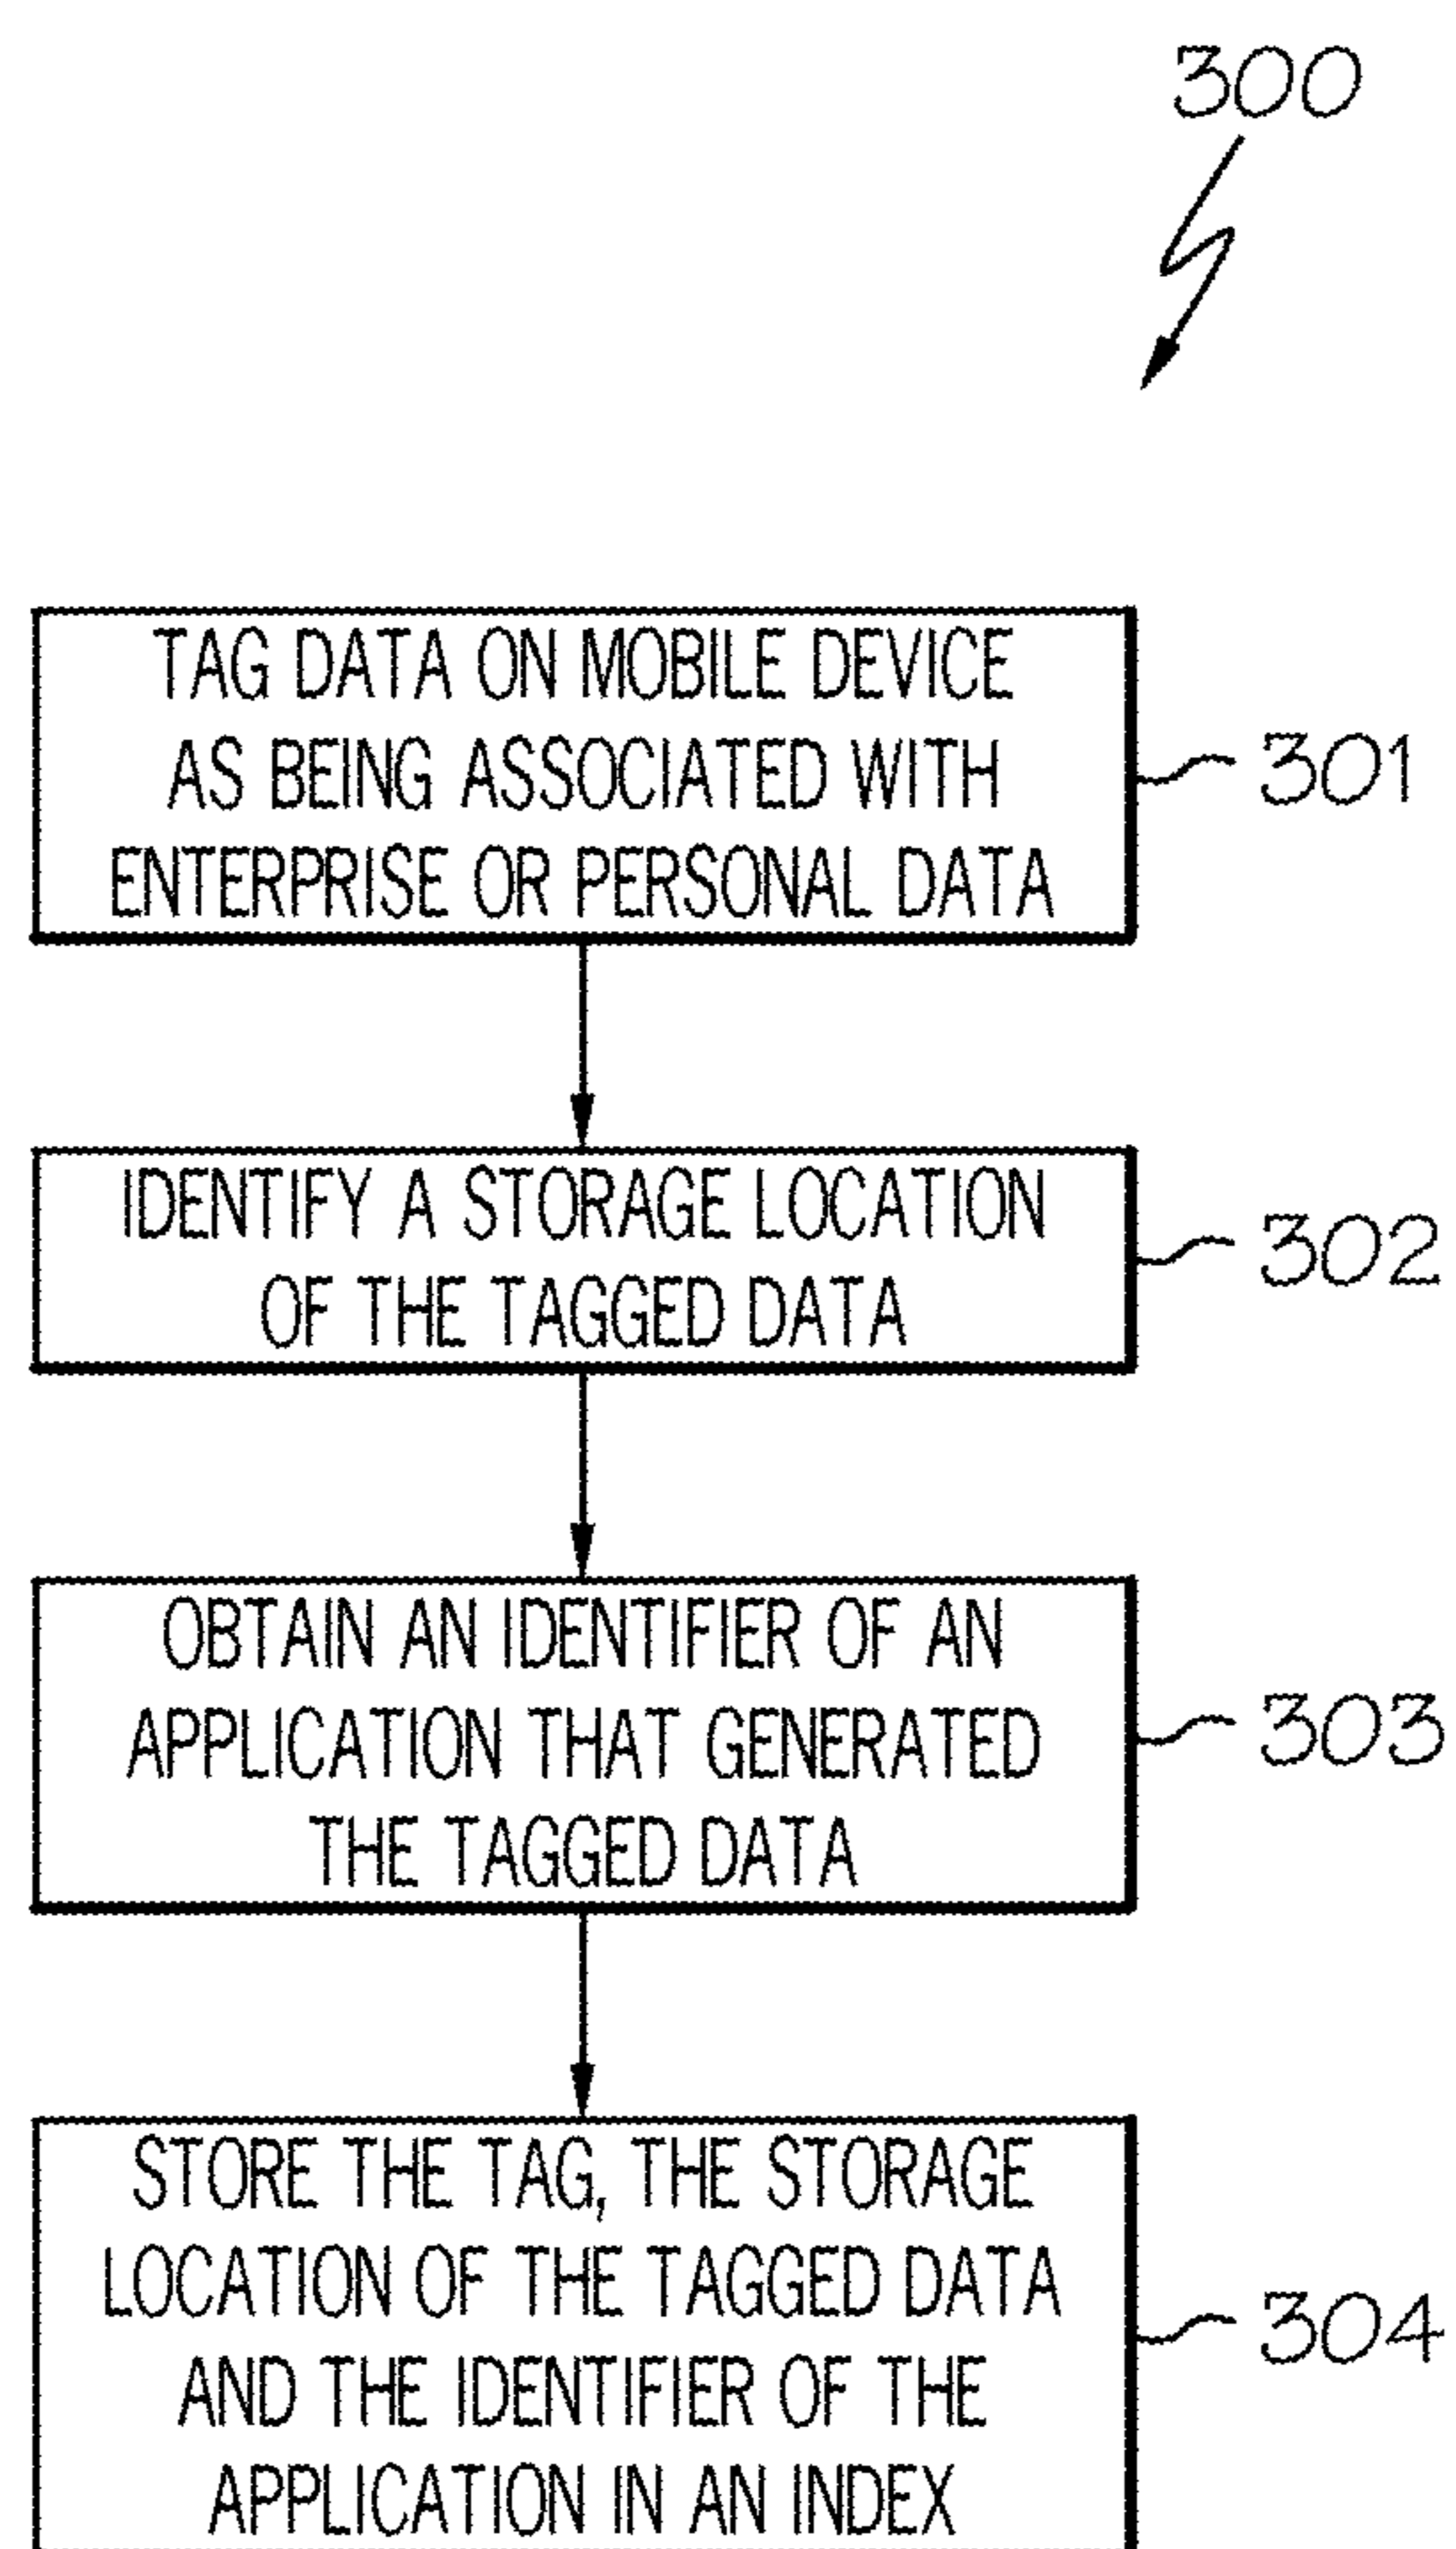 300
TAG DATA ON MOBILE DEVICE
AS BEING ASSOCIATED WITH
ENTERPRISE OR PERSONAL DATA
301
IDENTIFY A STORAGE LOCATION
OF THE TAGGED DATA
302
OBTAIN AN IDENTIFIER OF AN
APPLICATION THAT GENERATED
THE TAGGED DATA
303
STORE THE TAG, THE STORAGE
LOCATION OF THE TAGGED DATA
AND THE IDENTIFIER OF THE
APPLICATION IN AN INDEX
304